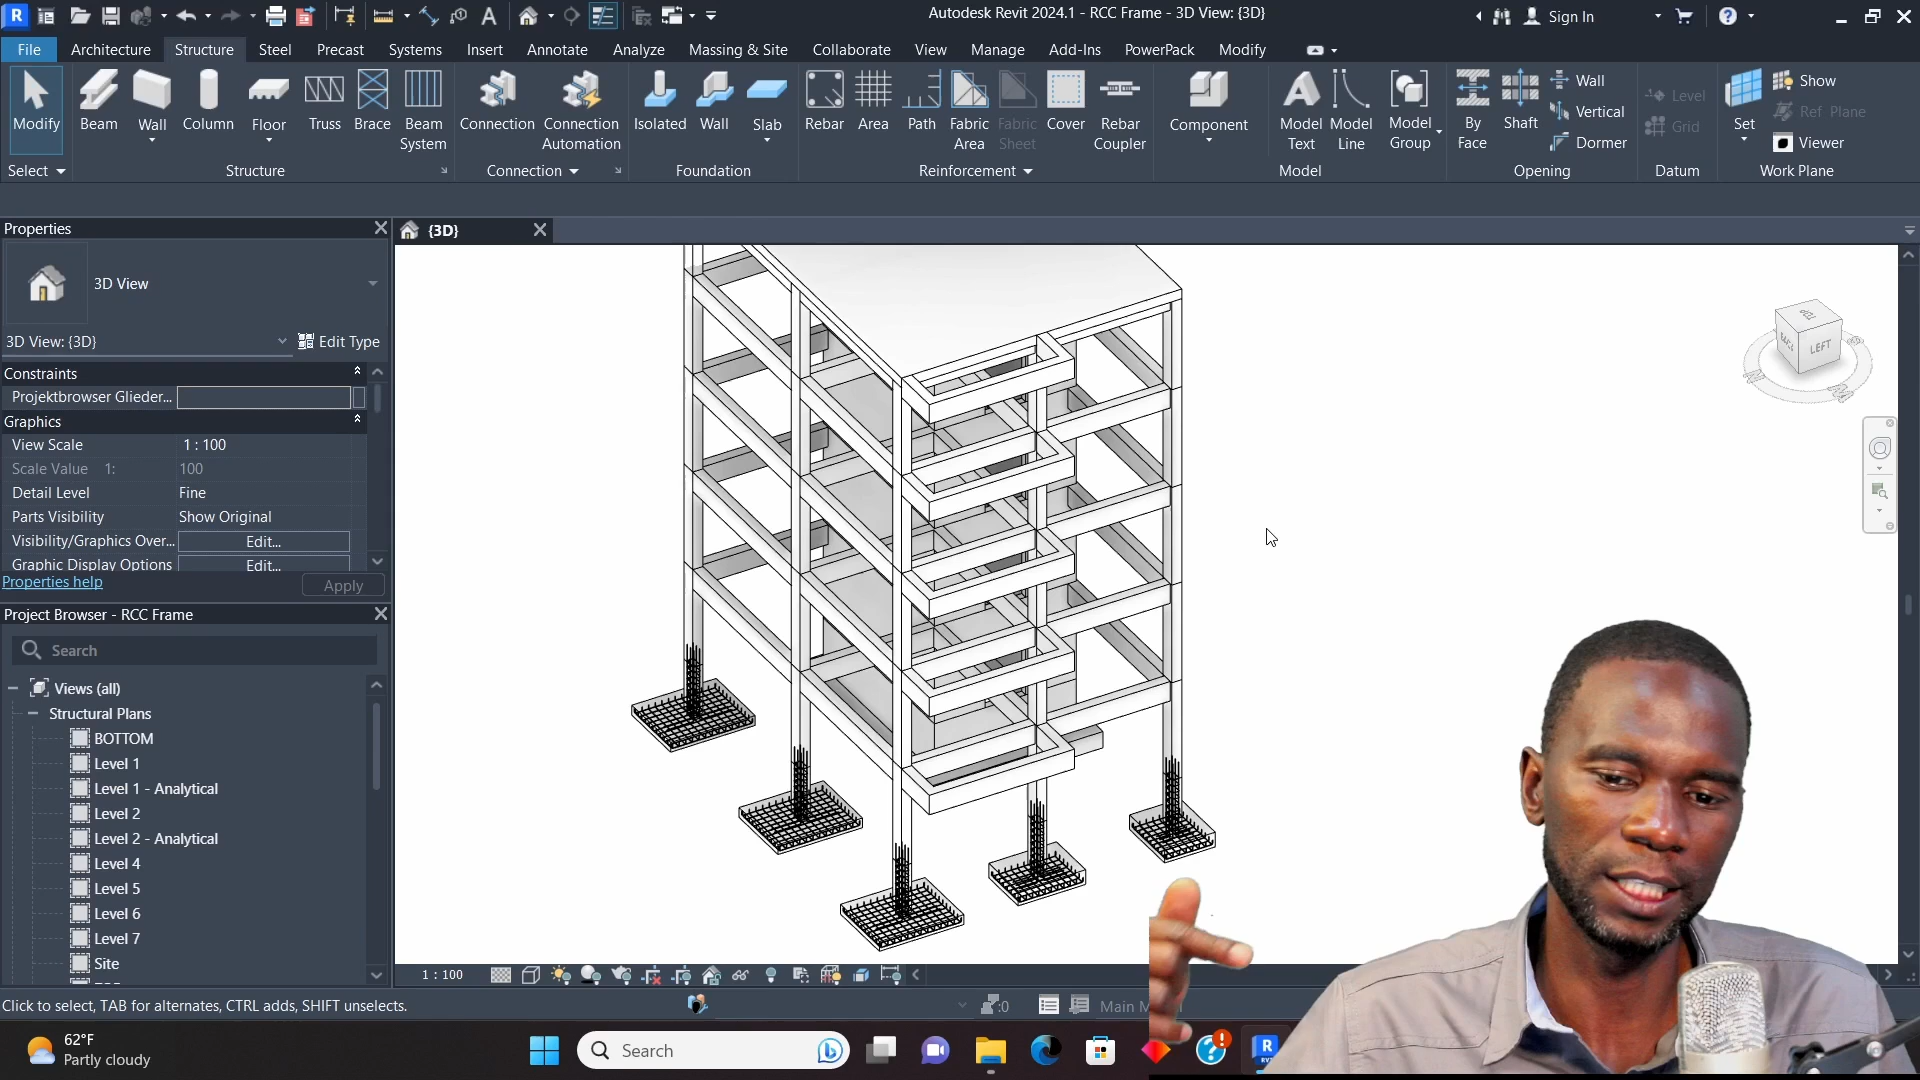 Autodesk Revit 2024.1 - RCC Frame - 3D View: {3D}
Sign In
File Architecture Structure Steel Precast Systems Insert Annotate Analyze Massing & Site Collaborate View Manage Add-Ins PowerPack Modify
Modify Beam Wall Column Floor Truss Brace Beam System Connection Connection Automation Isolated Wall Slab Rebar Area Path Fabric Area Fabric Sheet Cover Rebar Coupler Component Model Text Model Line Model Group By Face Shaft Wall Vertical Dormer Level Grid Set Show Ref Plane Viewer
Select Structure Connection Foundation Reinforcement Model Opening Datum Work Plane
Properties
{3D}
3D View
3D View: {3D} Edit Type
Constraints
Projektbrowser Glieder...
Graphics
View Scale 1 : 100
Scale Value 1: 100
Detail Level Fine
Parts Visibility Show Original
Visibility/Graphics Over... Edit...
Graphic Display Options Edit...
Properties help Apply
LEFT
Project Browser - RCC Frame
Search
Views (all)
Structural Plans
BOTTOM
Level 1
Level 1 - Analytical
Level 2
Level 2 - Analytical
Level 4
Level 5
Level 6
Level 7
Site
1 : 100
Click to select, TAB for alternates, CTRL adds, SHIFT unselects.
:0
Main
62°F
Partly cloudy
Search